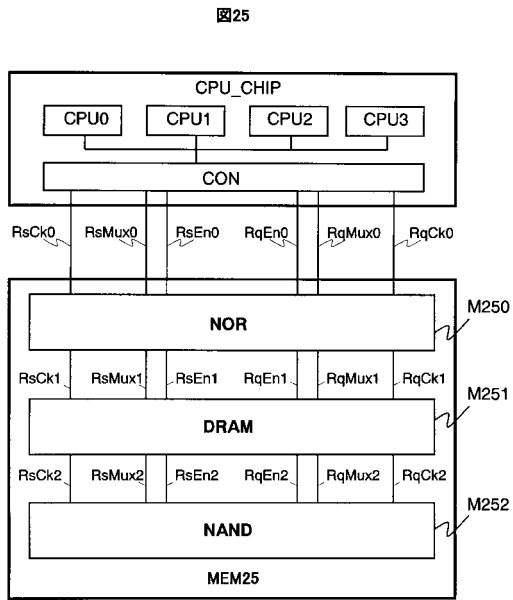 図25
CPU_CHIP
CPU0 CPU1 CPU2 CPU3
CON
RsCk0 RsMux0 RsEn0 RqEn0 RqMux0 RqCk0
NOR
M250
RsCk1 RsMux1 RsEn1 RqEn1 RqMux1 RqCk1
M251
DRAM
RsCk2 RsMux2 RsEn2 RqEn2 RqMux2 RqCk2
M252
NAND
MEM25